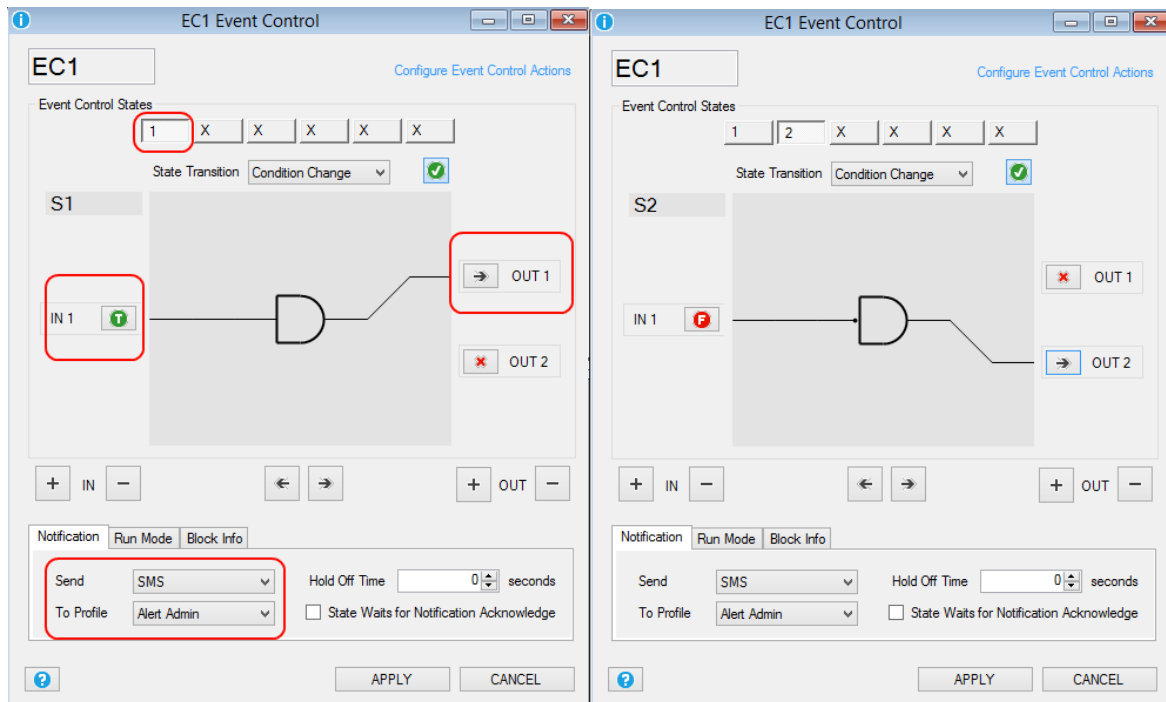 EC1 Event Control
EC1
Configure Event Control Actions
Event Control States
1 X X X X X
State Transition Condition Change
S1
OUT 1
IN 1 T
OUT 2
+ IN − + OUT −
Notification Run Mode Block Info
Send SMS Hold Off Time 0 seconds
To Profile Alert Admin State Waits for Notification Acknowledge
? APPLY CANCEL
EC1 Event Control
EC1
Configure Event Control Actions
Event Control States
1 2 X X X X
State Transition Condition Change
S2
OUT 1
IN 1 F
OUT 2
+ IN − + OUT −
Notification Run Mode Block Info
Send SMS Hold Off Time 0 seconds
To Profile Alert Admin State Waits for Notification Acknowledge
? APPLY CANCEL